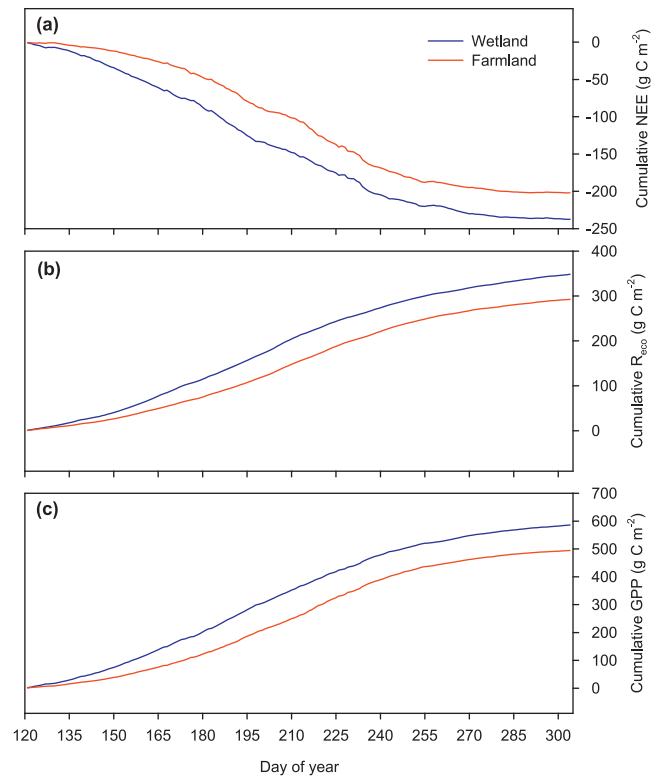 (a)
Wetland
Farmland
0
-50
-100
-150
-200
-250
Cumulative NEE (g C m⁻²)
(b)
400
300
200
100
0
Cumulative Rₑ꜀ₒ (g C m⁻²)
(c)
700
600
500
400
300
200
100
0
Cumulative GPP (g C m⁻²)
120 135 150 165 180 195 210 225 240 255 270 285 300
Day of year